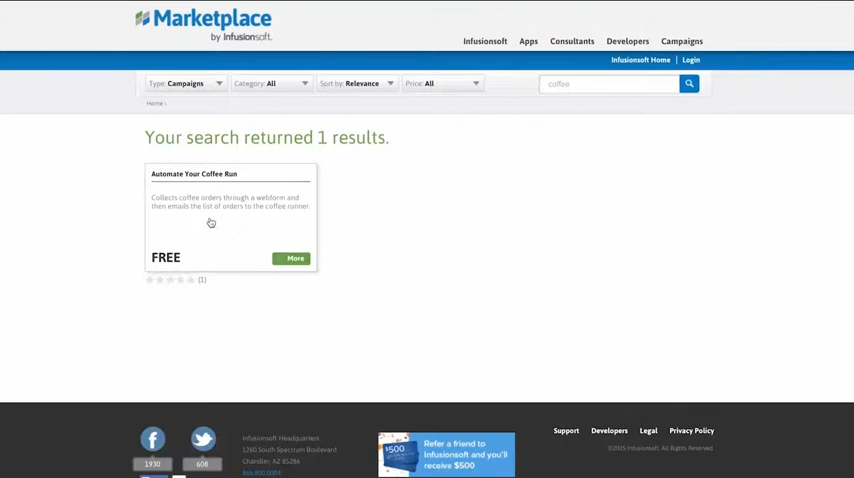 Marketplace
by Infusionsoft.
Infusionsoft Apps Consultants Developers Campaigns
Infusionsoft Home | Login
Type: Campaigns Category: All Sort by: Relevance Price: All coffee
Home \
Your search returned 1 results.
Automate Your Coffee Run
Collects coffee orders through a webform and
then emails the list of orders to the coffee runner.
FREE More
(1)
Support Developers Legal Privacy Policy
©2015 Infusionsoft. All Rights Reserved.
Infusionsoft Headquarters
1260 South Spectrum Boulevard
Chandler, AZ 85286
1930 608
$500
Refer a friend to
Infusionsoft and you'll
receive $500